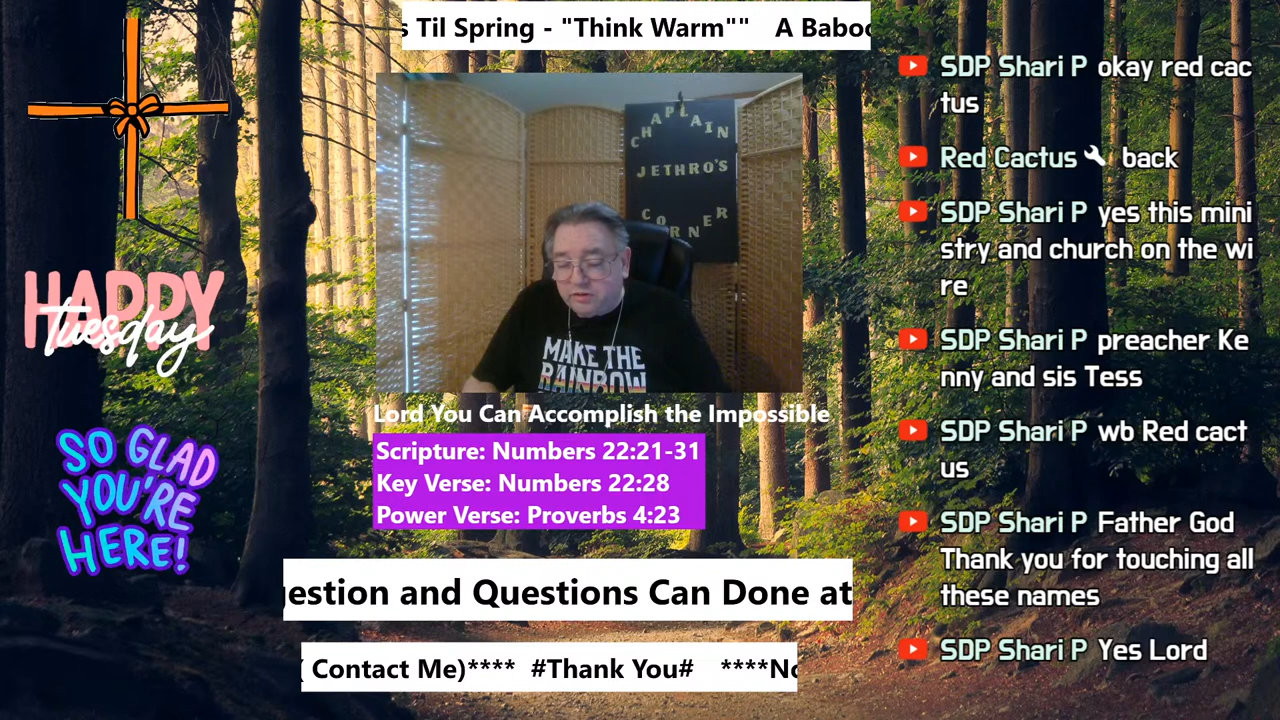 s Til Spring - "Think Warm"" A Baboo
CHAPLAIN
JETHRO'S
CORNER
MAKE THE
RAINBOW
HAPPY
tuesday
SO GLAD
YOU'RE
HERE!
Lord You Can Accomplish the Impossible
Scripture: Numbers 22:21-31
Key Verse: Numbers 22:28
Power Verse: Proverbs 4:23
estion and Questions Can Done at
( Contact Me)**** #Thank You# ****No
SDP Shari P okay red cac
tus
Red Cactus back
SDP Shari P yes this mini
stry and church on the wi
re
SDP Shari P preacher Ke
nny and sis Tess
SDP Shari P wb Red cact
us
SDP Shari P Father God
Thank you for touching all
these names
SDP Shari P Yes Lord